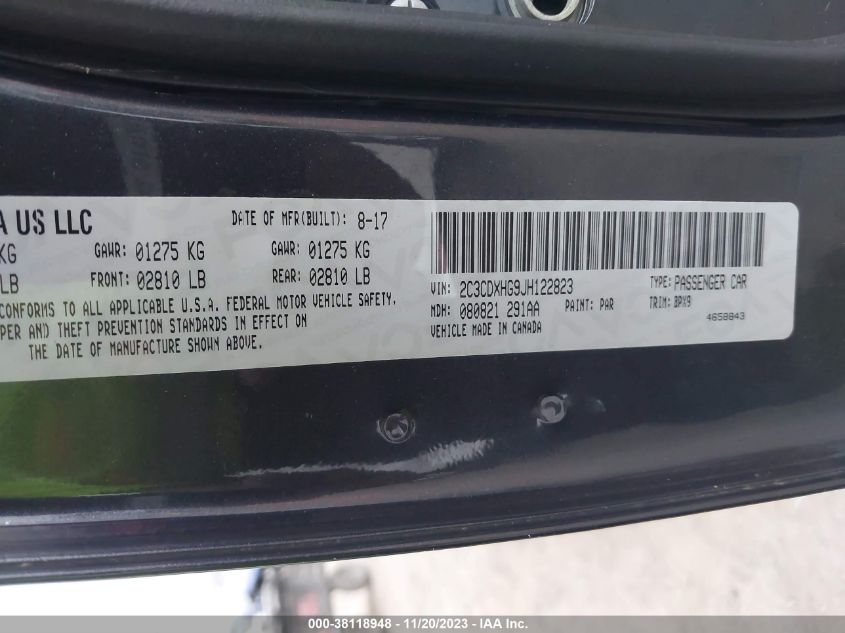 A US LLC
DATE OF MFR(BUILT): 8-17
KG GAWR: 01275 KG GAWR: 01275 KG
LB FRONT: 02810 LB REAR: 02810 LB
CONFORMS TO ALL APPLICABLE U.S.A. FEDERAL MOTOR VEHICLE SAFETY,
PER AND THEFT PREVENTION STANDARDS IN EFFECT ON
THE DATE OF MANUFACTURE SHOWN ABOVE.
VIN: 2C3CDXHG9JH122823 TYPE: PASSENGER CAR
MDH: 080821 291AA PAINT: PAR TRIM: BPX9
VEHICLE MADE IN CANADA 4658843
000-38118948 - 11/20/2023 - IAA Inc.